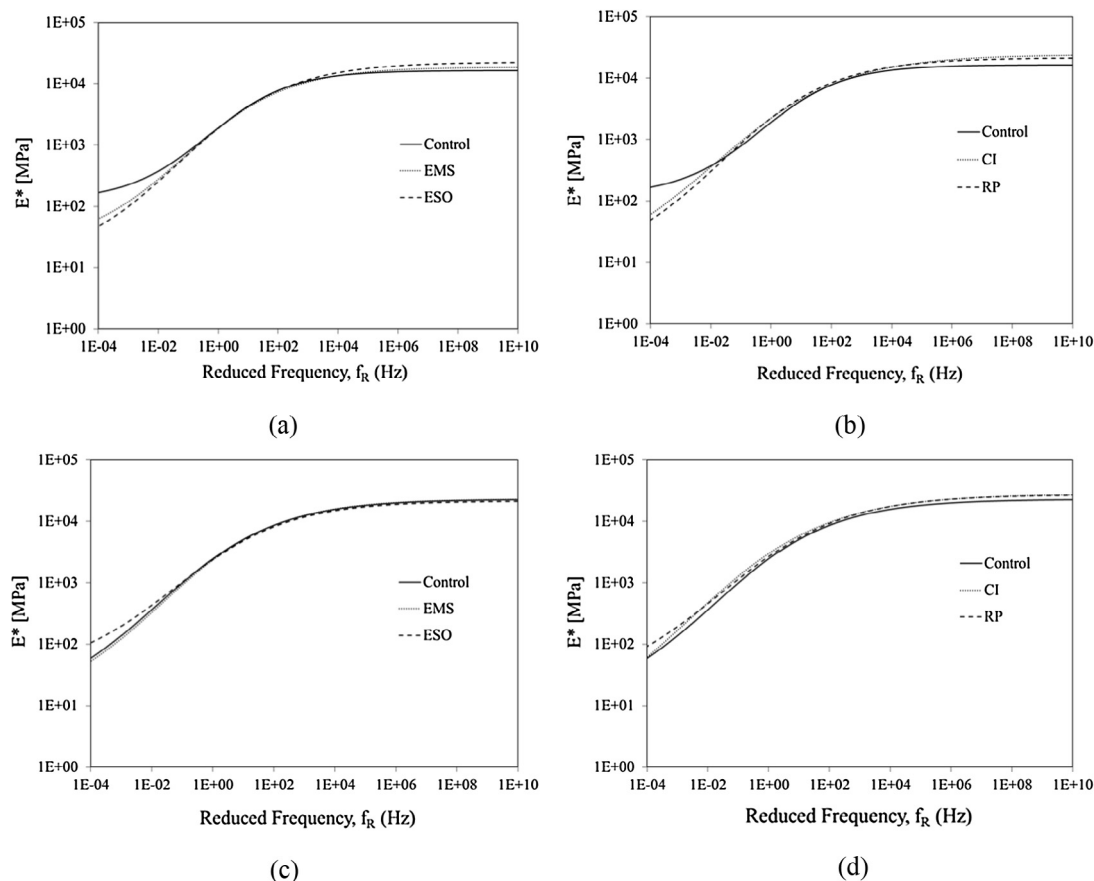 1E+05
1E+04
1E+03
1E+02
1E+01
1E+00
E* [MPa]
Control
EMS
ESO
1E-04 1E-02 1E+00 1E+02 1E+04 1E+06 1E+08 1E+10
Reduced Frequency, fR (Hz)
(a)
1E+05
1E+04
1E+03
1E+02
1E+01
1E+00
E* [MPa]
Control
CI
RP
1E-04 1E-02 1E+00 1E+02 1E+04 1E+06 1E+08 1E+10
Reduced Frequency, fR (Hz)
(b)
1E+05
1E+04
1E+03
1E+02
1E+01
1E+00
E* [MPa]
Control
EMS
ESO
1E-04 1E-02 1E+00 1E+02 1E+04 1E+06 1E+08 1E+10
Reduced Frequency, fR (Hz)
(c)
1E+05
1E+04
1E+03
1E+02
1E+01
1E+00
E* [MPa]
Control
CI
RP
1E-04 1E-02 1E+00 1E+02 1E+04 1E+06 1E+08 1E+10
Reduced Frequency, fR (Hz)
(d)